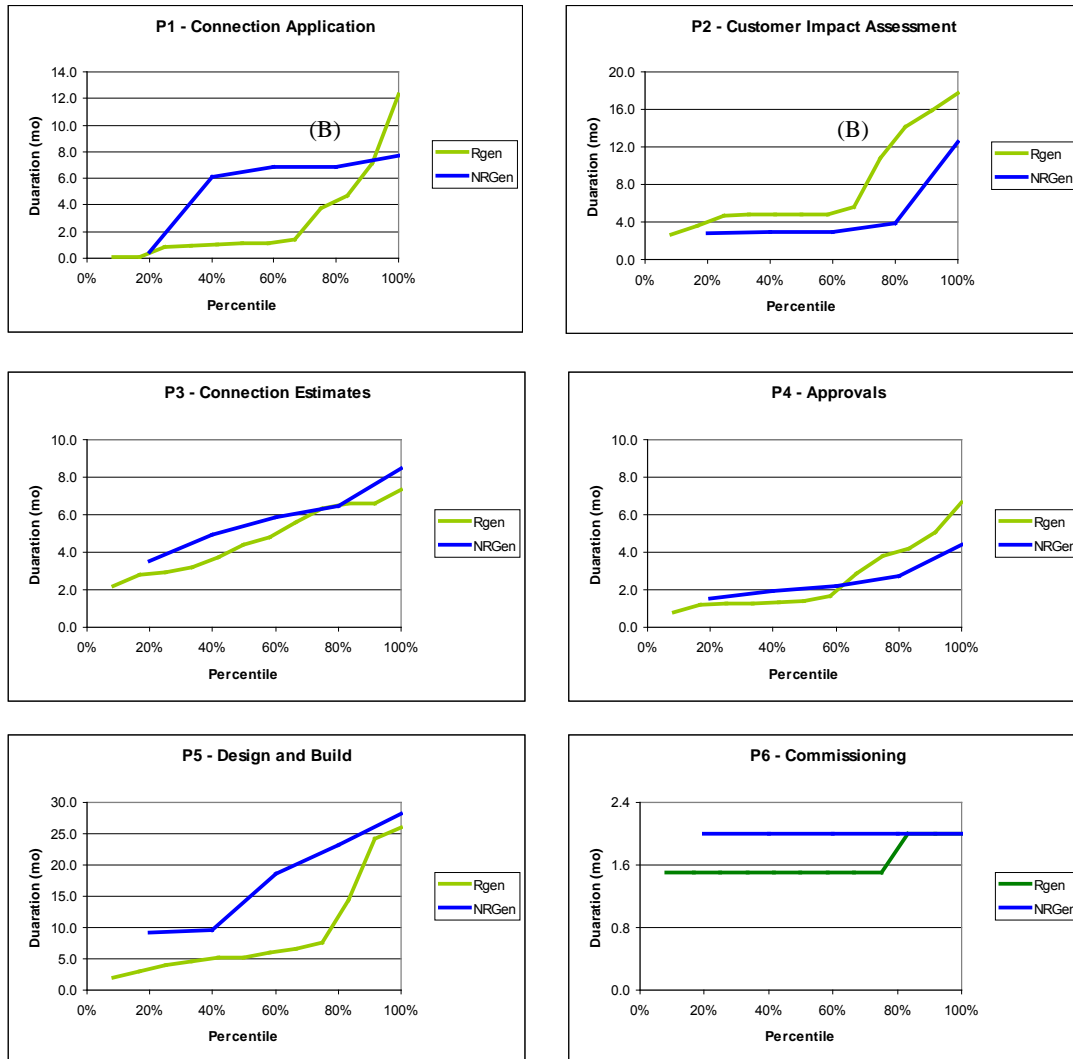 P1 - Connection Application
Duaration (mo)
14.0
12.0
10.0
8.0
6.0
4.0
2.0
0.0
(B)
Rgen
NRGen
0% 20% 40% 60% 80% 100%
Percentile
P2 - Customer Impact Assessment
Duaration (mo)
20.0
16.0
12.0
8.0
4.0
0.0
(B)
Rgen
NRGen
0% 20% 40% 60% 80% 100%
Percentile
P3 - Connection Estimates
Duaration (mo)
10.0
8.0
6.0
4.0
2.0
0.0
Rgen
NRGen
0% 20% 40% 60% 80% 100%
Percentile
P4 - Approvals
Duaration (mo)
10.0
8.0
6.0
4.0
2.0
0.0
Rgen
NRGen
0% 20% 40% 60% 80% 100%
Percentile
P5 - Design and Build
Duaration (mo)
30.0
25.0
20.0
15.0
10.0
5.0
0.0
Rgen
NRGen
0% 20% 40% 60% 80% 100%
Percentile
P6 - Commissioning
Duaration (mo)
2.4
1.6
0.8
0.0
Rgen
NRGen
0% 20% 40% 60% 80% 100%
Percentile